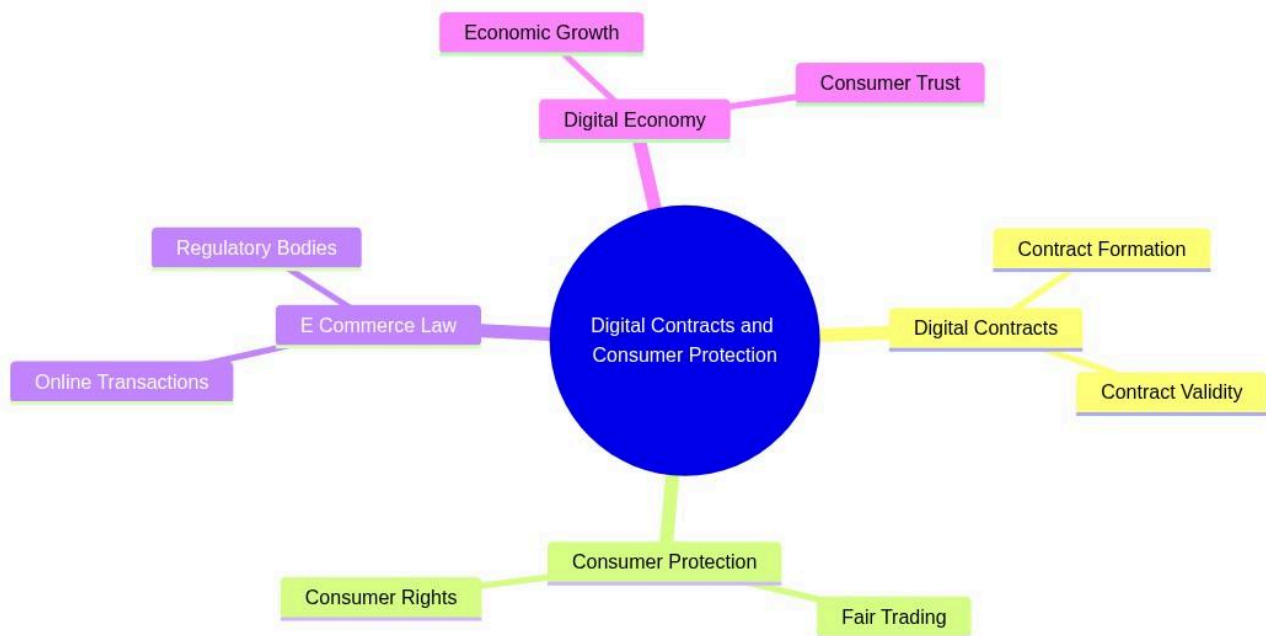 Economic Growth
Consumer Trust
Digital Economy
Regulatory Bodies
Contract Formation
E Commerce Law
Digital Contracts and
Consumer Protection
Digital Contracts
Online Transactions
Contract Validity
Consumer Protection
Consumer Rights
Fair Trading